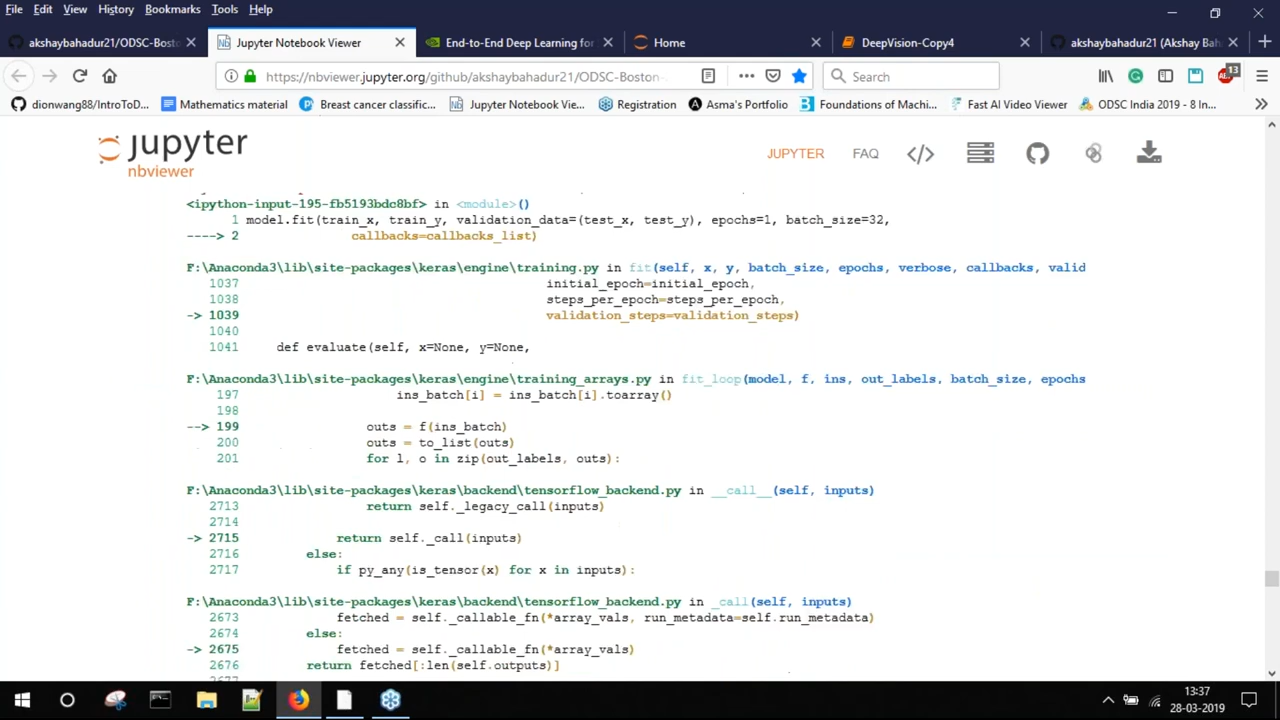 File Edit View History Bookmarks Tools Help
akshaybahadur21/ODSC-Bosto
Jupyter Notebook Viewer
End-to-End Deep Learning for
Home
DeepVision-Copy4
akshaybahadur21 (Akshay Bah
https://nbviewer.jupyter.org/github/akshaybahadur21/ODSC-Boston-
Search
13
dionwang88/IntroToD...
Mathematics material
Breast cancer classific...
Jupyter Notebook Vie...
Registration
Asma's Portfolio
Foundations of Machi...
Fast AI Video Viewer
ODSC India 2019 - 8 In...
jupyter
nbviewer
JUPYTER FAQ
<ipython-input-195-fb5193bdc8bf> in <module>()
1 model.fit(train_x, train_y, validation_data=(test_x, test_y), epochs=1, batch_size=32,
----> 2 callbacks=callbacks_list)
F:\Anaconda3\lib\site-packages\keras\engine\training.py in fit(self, x, y, batch_size, epochs, verbose, callbacks, valid
1037 initial_epoch=initial_epoch,
1038 steps_per_epoch=steps_per_epoch,
-> 1039 validation_steps=validation_steps)
1040
1041 def evaluate(self, x=None, y=None,
F:\Anaconda3\lib\site-packages\keras\engine\training_arrays.py in fit_loop(model, f, ins, out_labels, batch_size, epochs
197 ins_batch[i] = ins_batch[i].toarray()
198
--> 199 outs = f(ins_batch)
200 outs = to_list(outs)
201 for l, o in zip(out_labels, outs):
F:\Anaconda3\lib\site-packages\keras\backend\tensorflow_backend.py in __call__(self, inputs)
2713 return self._legacy_call(inputs)
2714
-> 2715 return self._call(inputs)
2716 else:
2717 if py_any(is_tensor(x) for x in inputs):
F:\Anaconda3\lib\site-packages\keras\backend\tensorflow_backend.py in _call(self, inputs)
2673 fetched = self._callable_fn(*array_vals, run_metadata=self.run_metadata)
2674 else:
-> 2675 fetched = self._callable_fn(*array_vals)
2676 return fetched[:len(self.outputs)]
13:37
28-03-2019